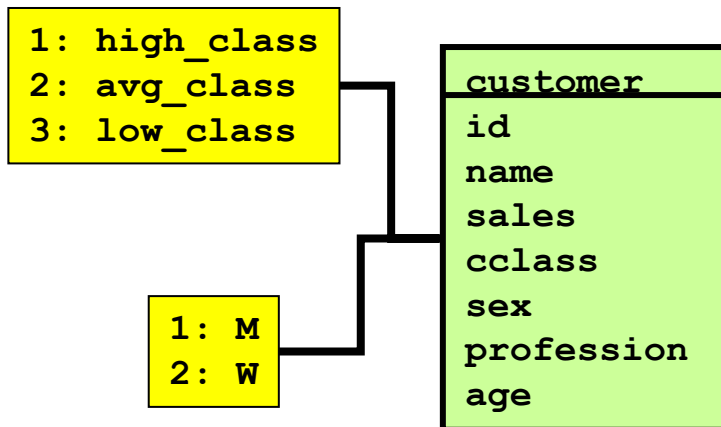 1: high_class
2: avg_class
3: low_class
customer
id
name
sales
cclass
sex
profession
age
1: M
2: W